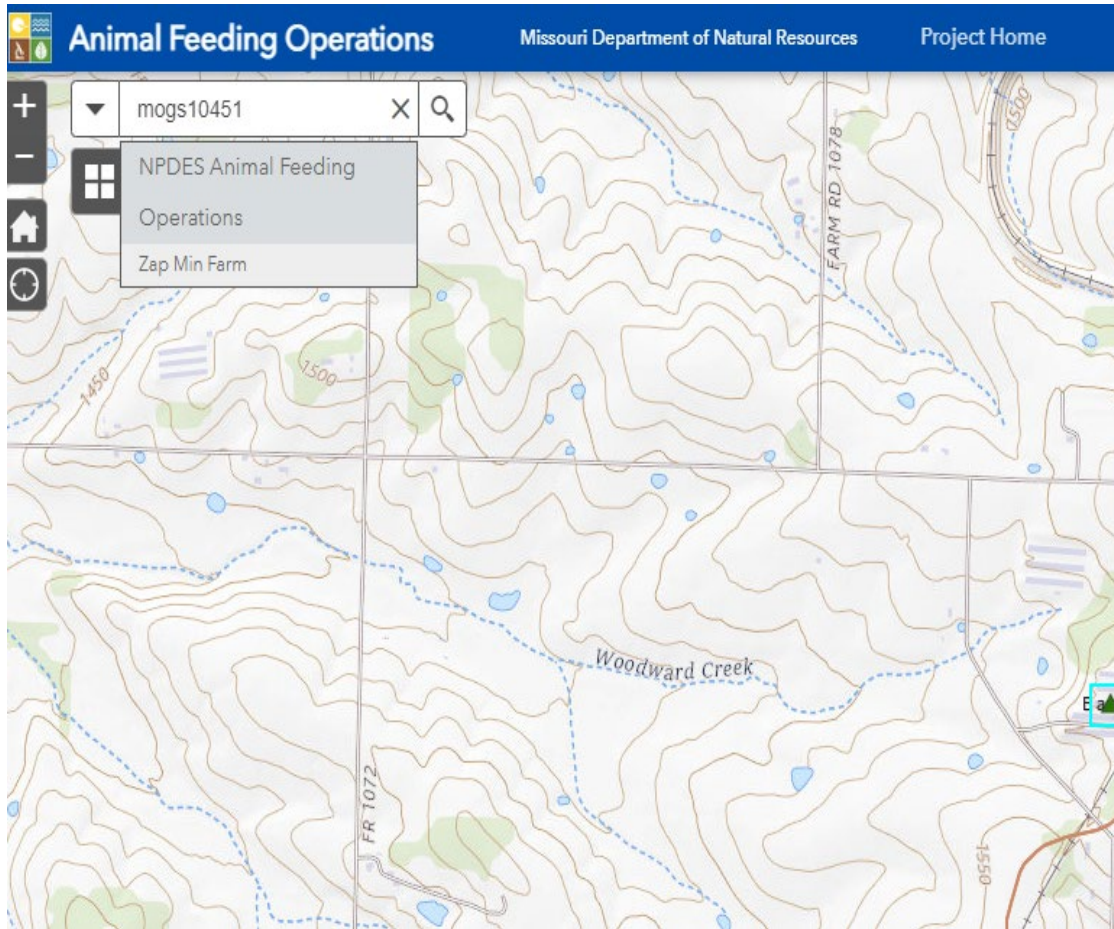 Animal Feeding Operations
Missouri Department of Natural Resources
Project Home
+
mogs10451
X
−
NPDES Animal Feeding
Operations
Zap Min Farm
1500
FARM RD 1078
1500
1450
Woodward Creek
FR 1072
1550